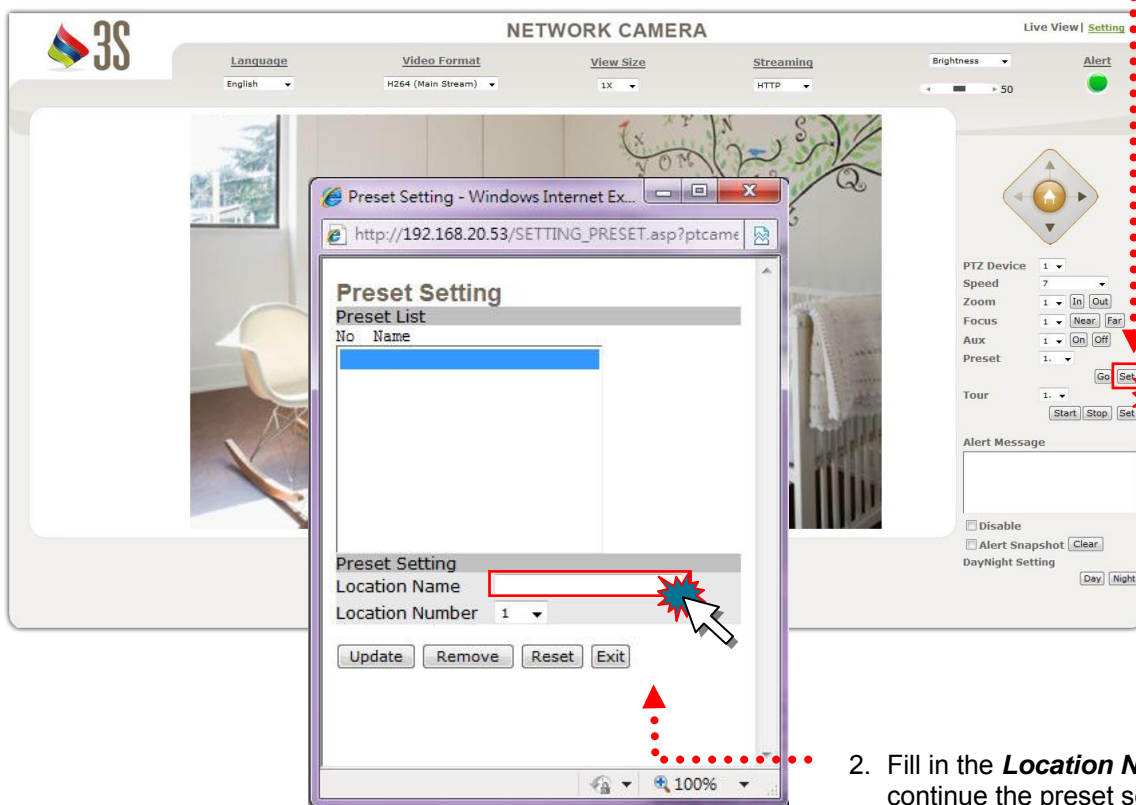 3S
NETWORK CAMERA
Live View| Setting
Language
Video Format
View Size
Streaming
Brightness
Alert
English
H264 (Main Stream)
1X
HTTP
50
X Y P N S
O M
Q
Preset Setting - Windows Internet Ex...
http://192.168.20.53/SETTING_PRESET.asp?ptcame
Preset Setting
Preset List
No Name
Preset Setting
Location Name
Location Number 1
Update Remove Reset Exit
100%
PTZ Device 1
Speed 7
Zoom 1 In Out
Focus 1 Near Far
Aux 1 On Off
Preset 1.
Go Set
Tour 1.
Start Stop Set
Alert Message
Disable
Alert Snapshot Clear
DayNight Setting
Day Night
2. Fill in the Location N
continue the preset se